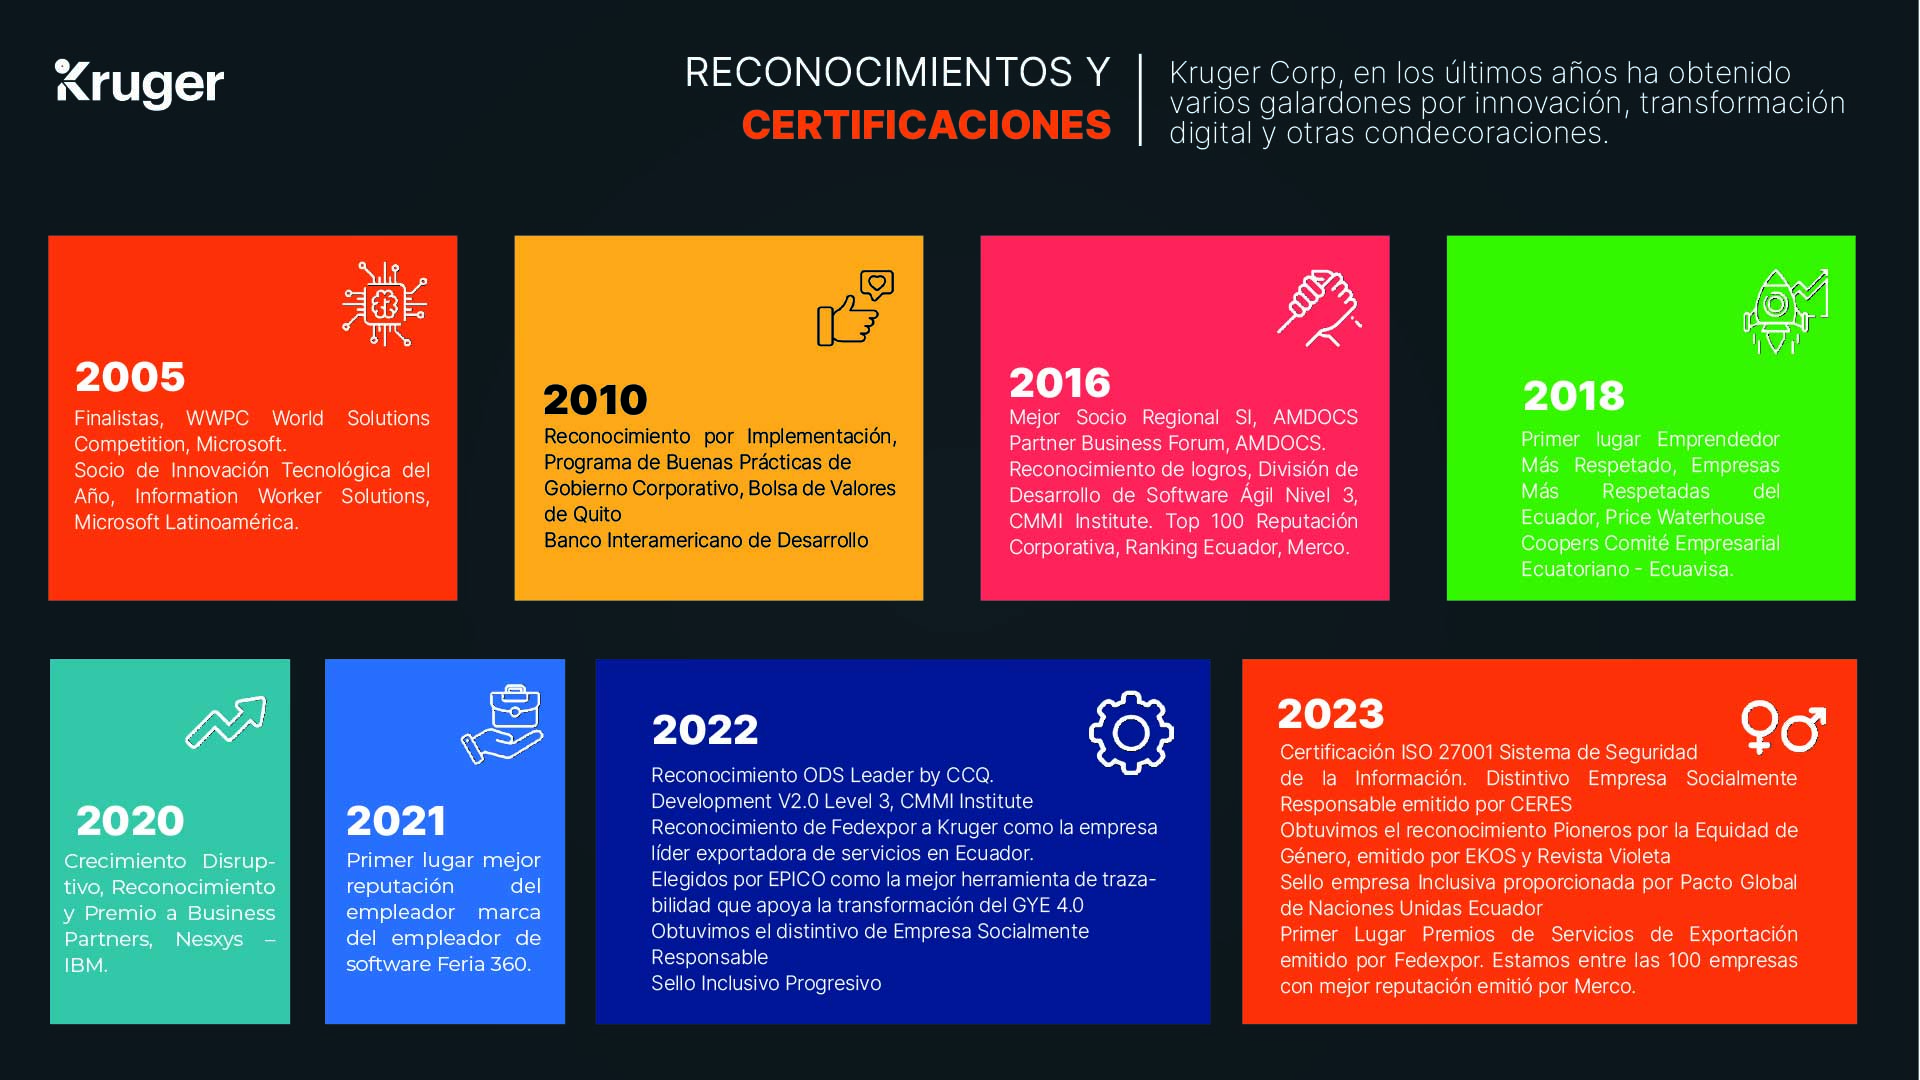 Kruger
RECONOCIMIENTOS Y
CERTIFICACIONES
Kruger Corp, en los últimos años ha obtenido
varios galardones por innovación, transformación
digital y otras condecoraciones.
2005
Finalistas, WWPC World Solutions
Competition, Microsoft.
Socio de Innovación Tecnológica del
Año, Information Worker Solutions,
Microsoft Latinoamérica.
2010
Reconocimiento por Implementación,
Programa de Buenas Prácticas de
Gobierno Corporativo, Bolsa de Valores
de Quito
Banco Interamericano de Desarrollo
2016
Mejor Socio Regional SI, AMDOCS
Partner Business Forum, AMDOCS.
Reconocimiento de logros, División de
Desarrollo de Software Ágil Nivel 3,
CMMI Institute. Top 100 Reputación
Corporativa, Ranking Ecuador, Merco.
2018
Primer lugar Emprendedor
Más Respetado, Empresas
Más Respetadas del
Ecuador, Price Waterhouse
Coopers Comité Empresarial
Ecuatoriano - Ecuavisa.
2020
Crecimiento Disrup-
tivo, Reconocimiento
y Premio a Business
Partners, Nesxys –
IBM.
2021
Primer lugar mejor
reputación del
empleador marca
del empleador de
software Feria 360.
2022
Reconocimiento ODS Leader by CCQ.
Development V2.0 Level 3, CMMI Institute
Reconocimiento de Fedexpor a Kruger como la empresa
líder exportadora de servicios en Ecuador.
Elegidos por EPICO como la mejor herramienta de traza-
bilidad que apoya la transformación del GYE 4.0
Obtuvimos el distintivo de Empresa Socialmente
Responsable
Sello Inclusivo Progresivo
2023
Certificación ISO 27001 Sistema de Seguridad
de la Información. Distintivo Empresa Socialmente
Responsable emitido por CERES
Obtuvimos el reconocimiento Pioneros por la Equidad de
Género, emitido por EKOS y Revista Violeta
Sello empresa Inclusiva proporcionada por Pacto Global
de Naciones Unidas Ecuador
Primer Lugar Premios de Servicios de Exportación
emitido por Fedexpor. Estamos entre las 100 empresas
con mejor reputación emitió por Merco.